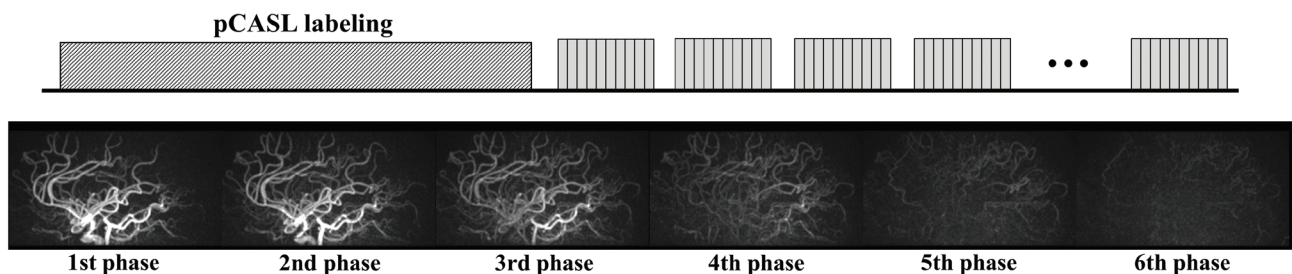 pCASL labeling
1st phase
2nd phase
3rd phase
4th phase
5th phase
6th phase